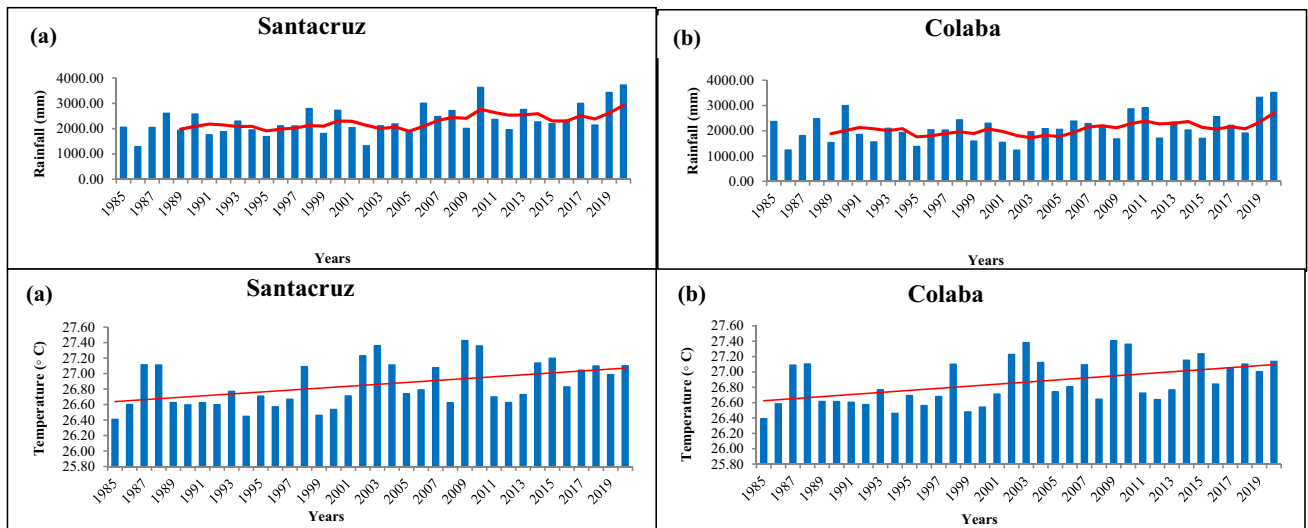 (a)
Santacruz
Rainfall (mm)
4000.00
3000.00
2000.00
1000.00
0.00
1985 1987 1989 1991 1993 1995 1997 1999 2001 2003 2005 2007 2009 2011 2013 2015 2017 2019
Years
(b)
Colaba
Rainfall (mm)
4000.00
3000.00
2000.00
1000.00
0.00
1985 1987 1989 1991 1993 1995 1997 1999 2001 2003 2005 2007 2009 2011 2013 2015 2017 2019
Years
(a)
Santacruz
Temperature (◦ C)
27.60
27.40
27.20
27.00
26.80
26.60
26.40
26.20
26.00
25.80
1985 1987 1989 1991 1993 1995 1997 1999 2001 2003 2005 2007 2009 2011 2013 2015 2017 2019
Years
(b)
Colaba
Temperature (◦ C)
27.60
27.40
27.20
27.00
26.80
26.60
26.40
26.20
26.00
25.80
1985 1987 1989 1991 1993 1995 1997 1999 2001 2003 2005 2007 2009 2011 2013 2015 2017 2019
Years